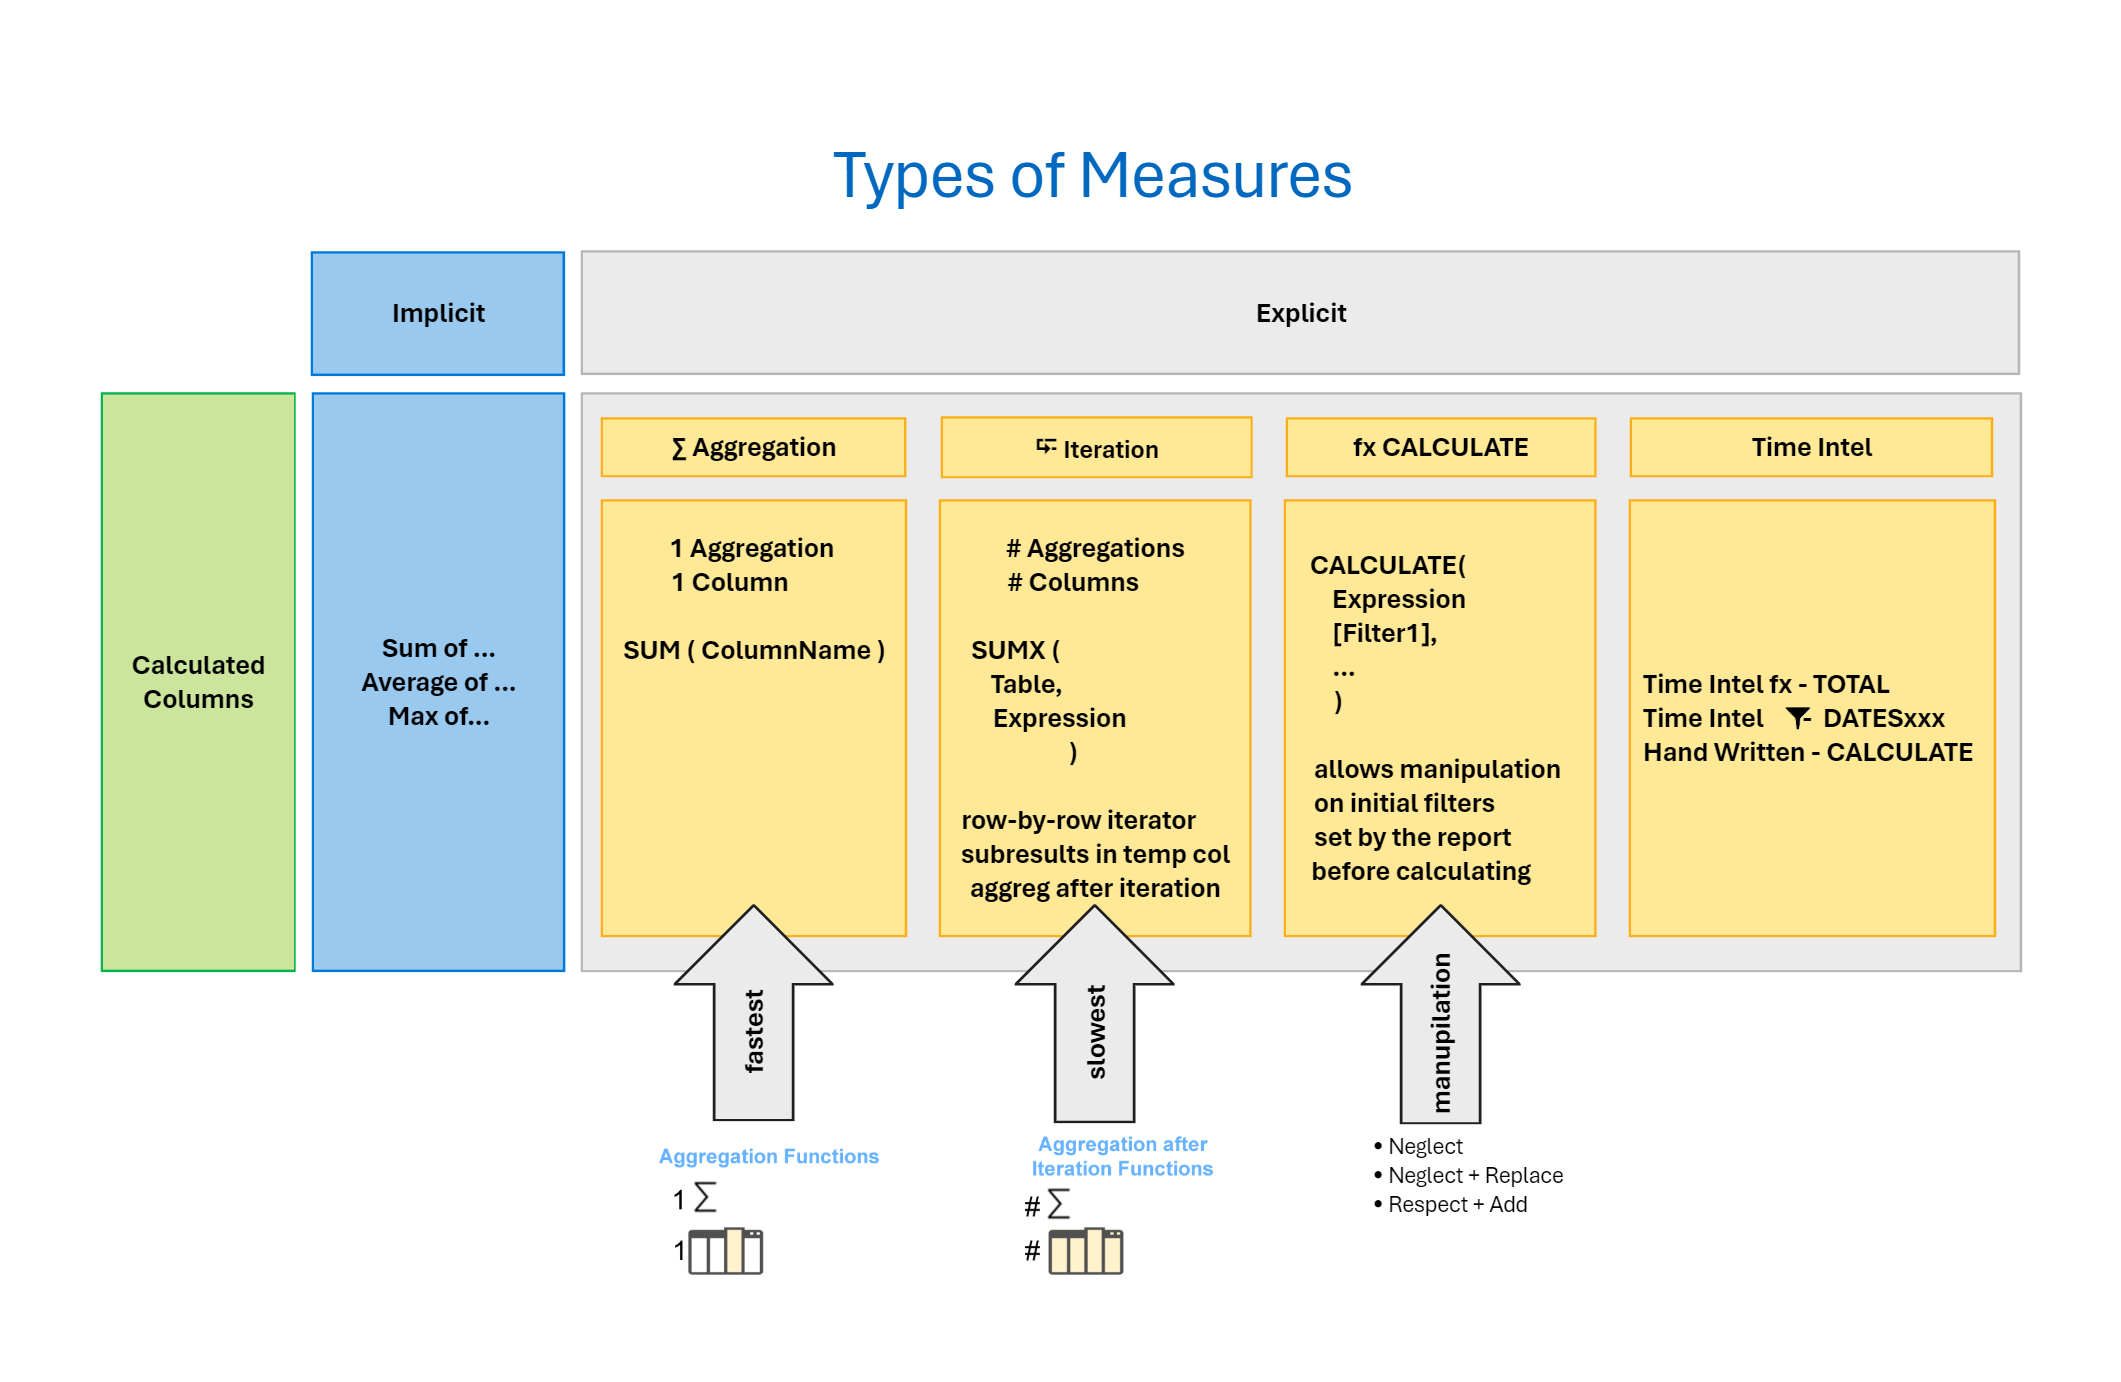 Types of Measures
Implicit
Explicit
Calculated
Columns
Sum of ...
Average of ...
Max of...
∑ Aggregation
1 Aggregation
1 Column
SUM ( ColumnName )
Iteration
# Aggregations
# Columns
SUMX (
Table,
Expression
)
row-by-row iterator
subresults in temp col
aggreg after iteration
fx CALCULATE
CALCULATE(
Expression
[Filter1],
...
)
allows manipulation
on initial filters
set by the report
before calculating
Time Intel
Time Intel fx - TOTAL
Time Intel - DATESxxx
Hand Written - CALCULATE
fastest
slowest
manupilation
Aggregation Functions
1 ∑
1
Aggregation after
Iteration Functions
# ∑
#
• Neglect
• Neglect + Replace
• Respect + Add